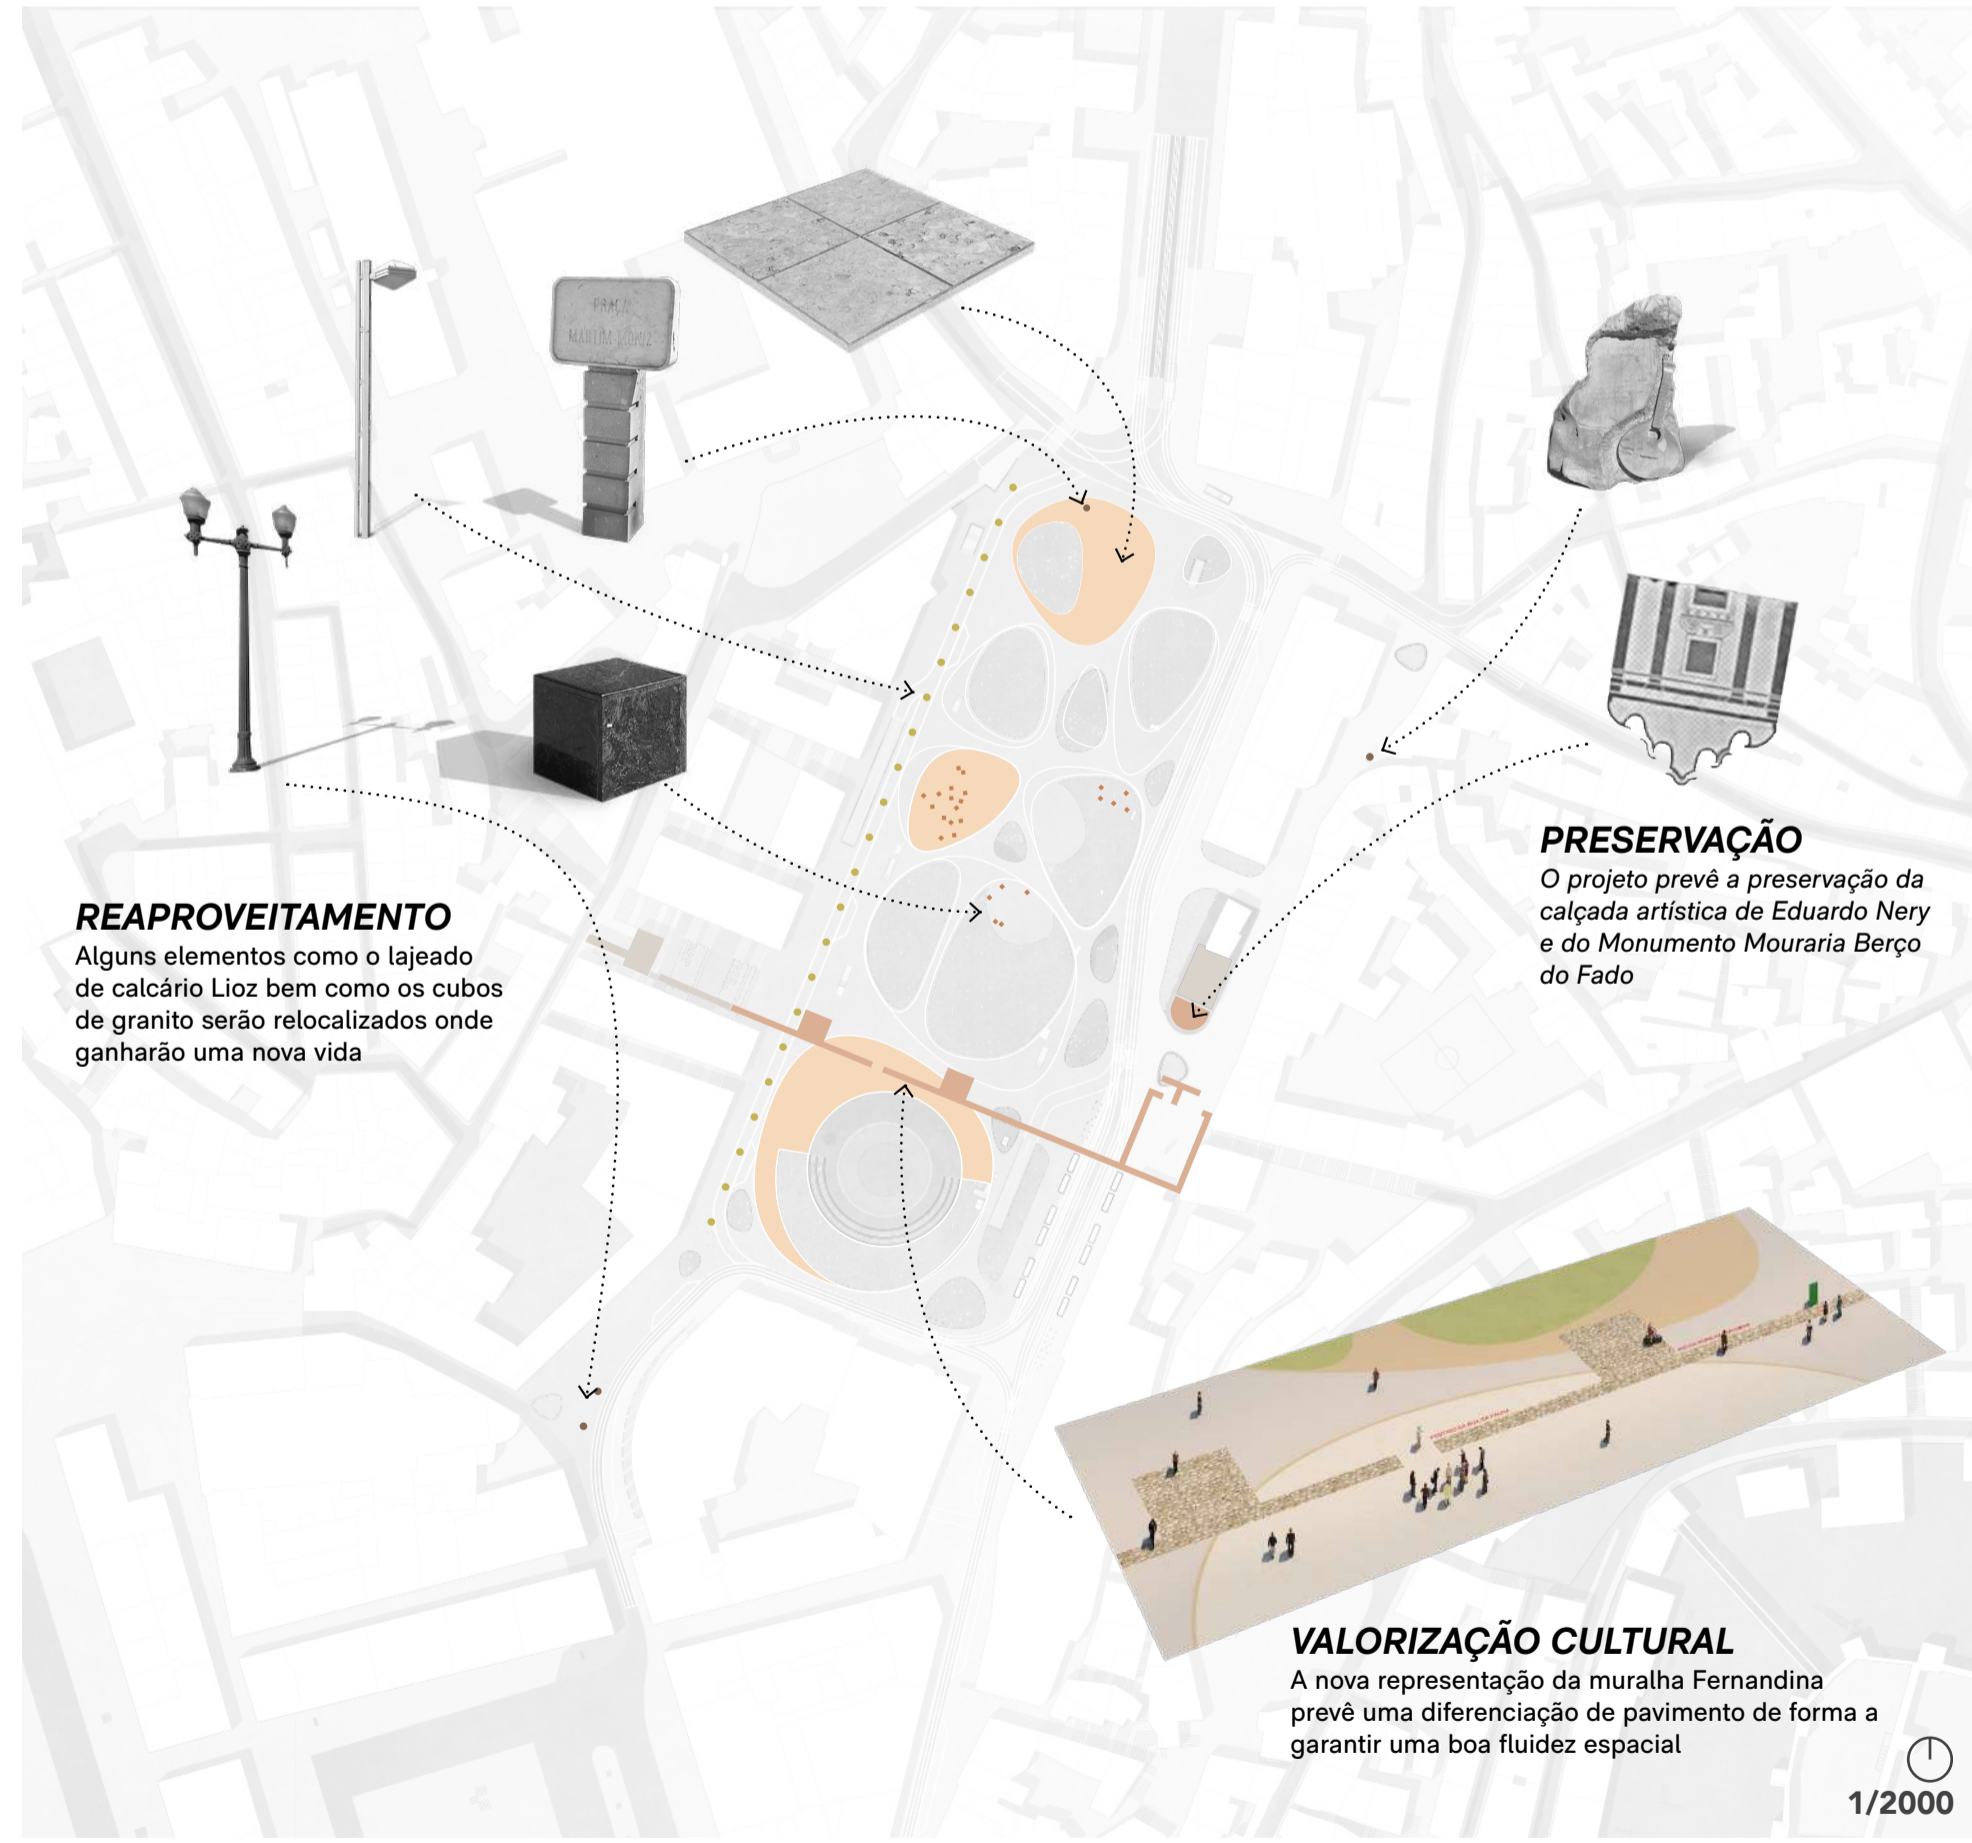 PRAÇA
MARTIM MONIZ
REAPROVEITAMENTO
Alguns elementos como o lajeado
de calcário Lioz bem como os cubos
de granito serão relocalizados onde
ganharão uma nova vida
PRESERVAÇÃO
O projeto prevê a preservação da
calçada artística de Eduardo Nery
e do Monumento Mouraria Berço
do Fado
VALORIZAÇÃO CULTURAL
A nova representação da muralha Fernandina
prevê uma diferenciação de pavimento de forma a
garantir uma boa fluidez espacial
1/2000